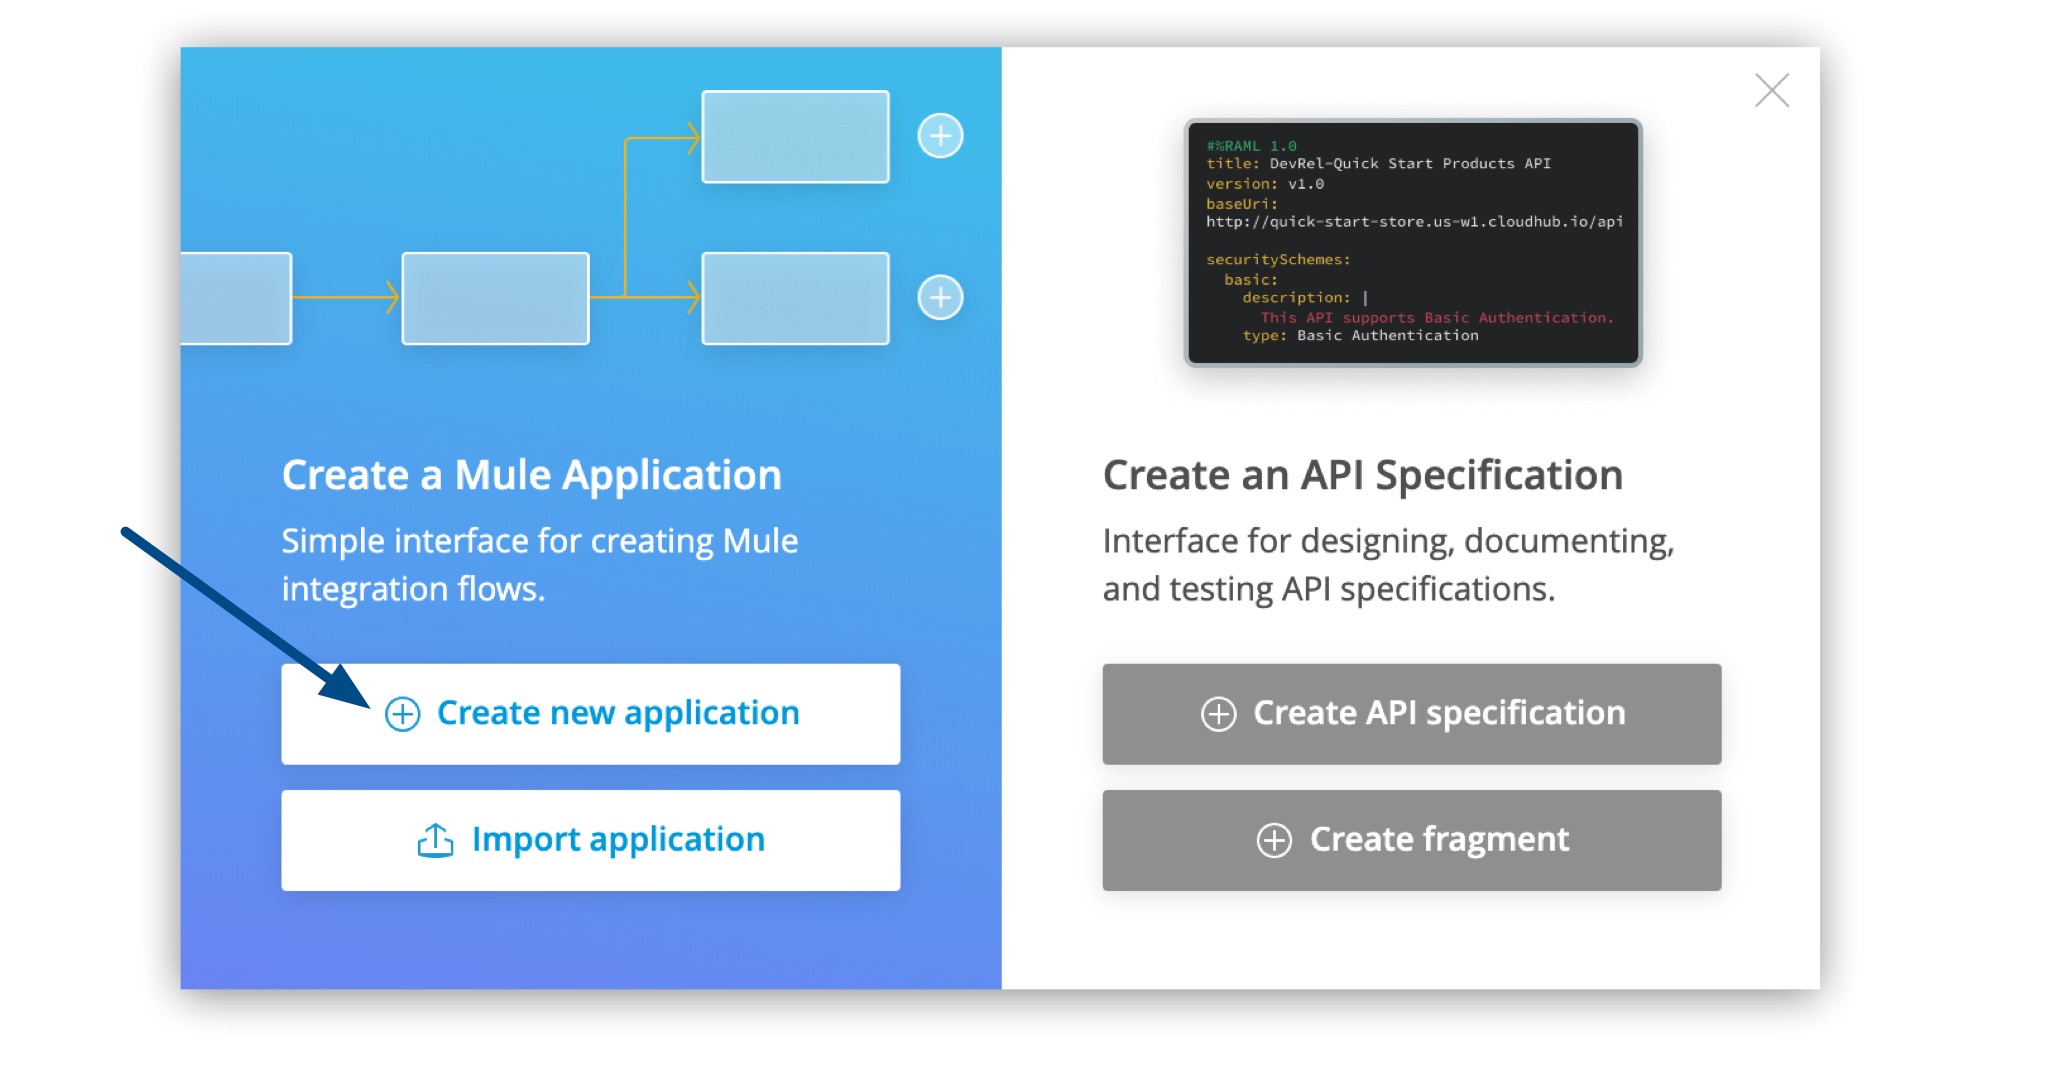 Create a Mule Application
Simple interface for creating Mule
integration flows.
Create new application
Import application
#%RAML 1.0
title: DevRel-Quick Start Products API
version: v1.0
baseUri:
http://quick-start-store.us-w1.cloudhub.io/api
securitySchemes:
basic:
description: |
This API supports Basic Authentication.
type: Basic Authentication
Create an API Specification
Interface for designing, documenting,
and testing API specifications.
Create API specification
Create fragment